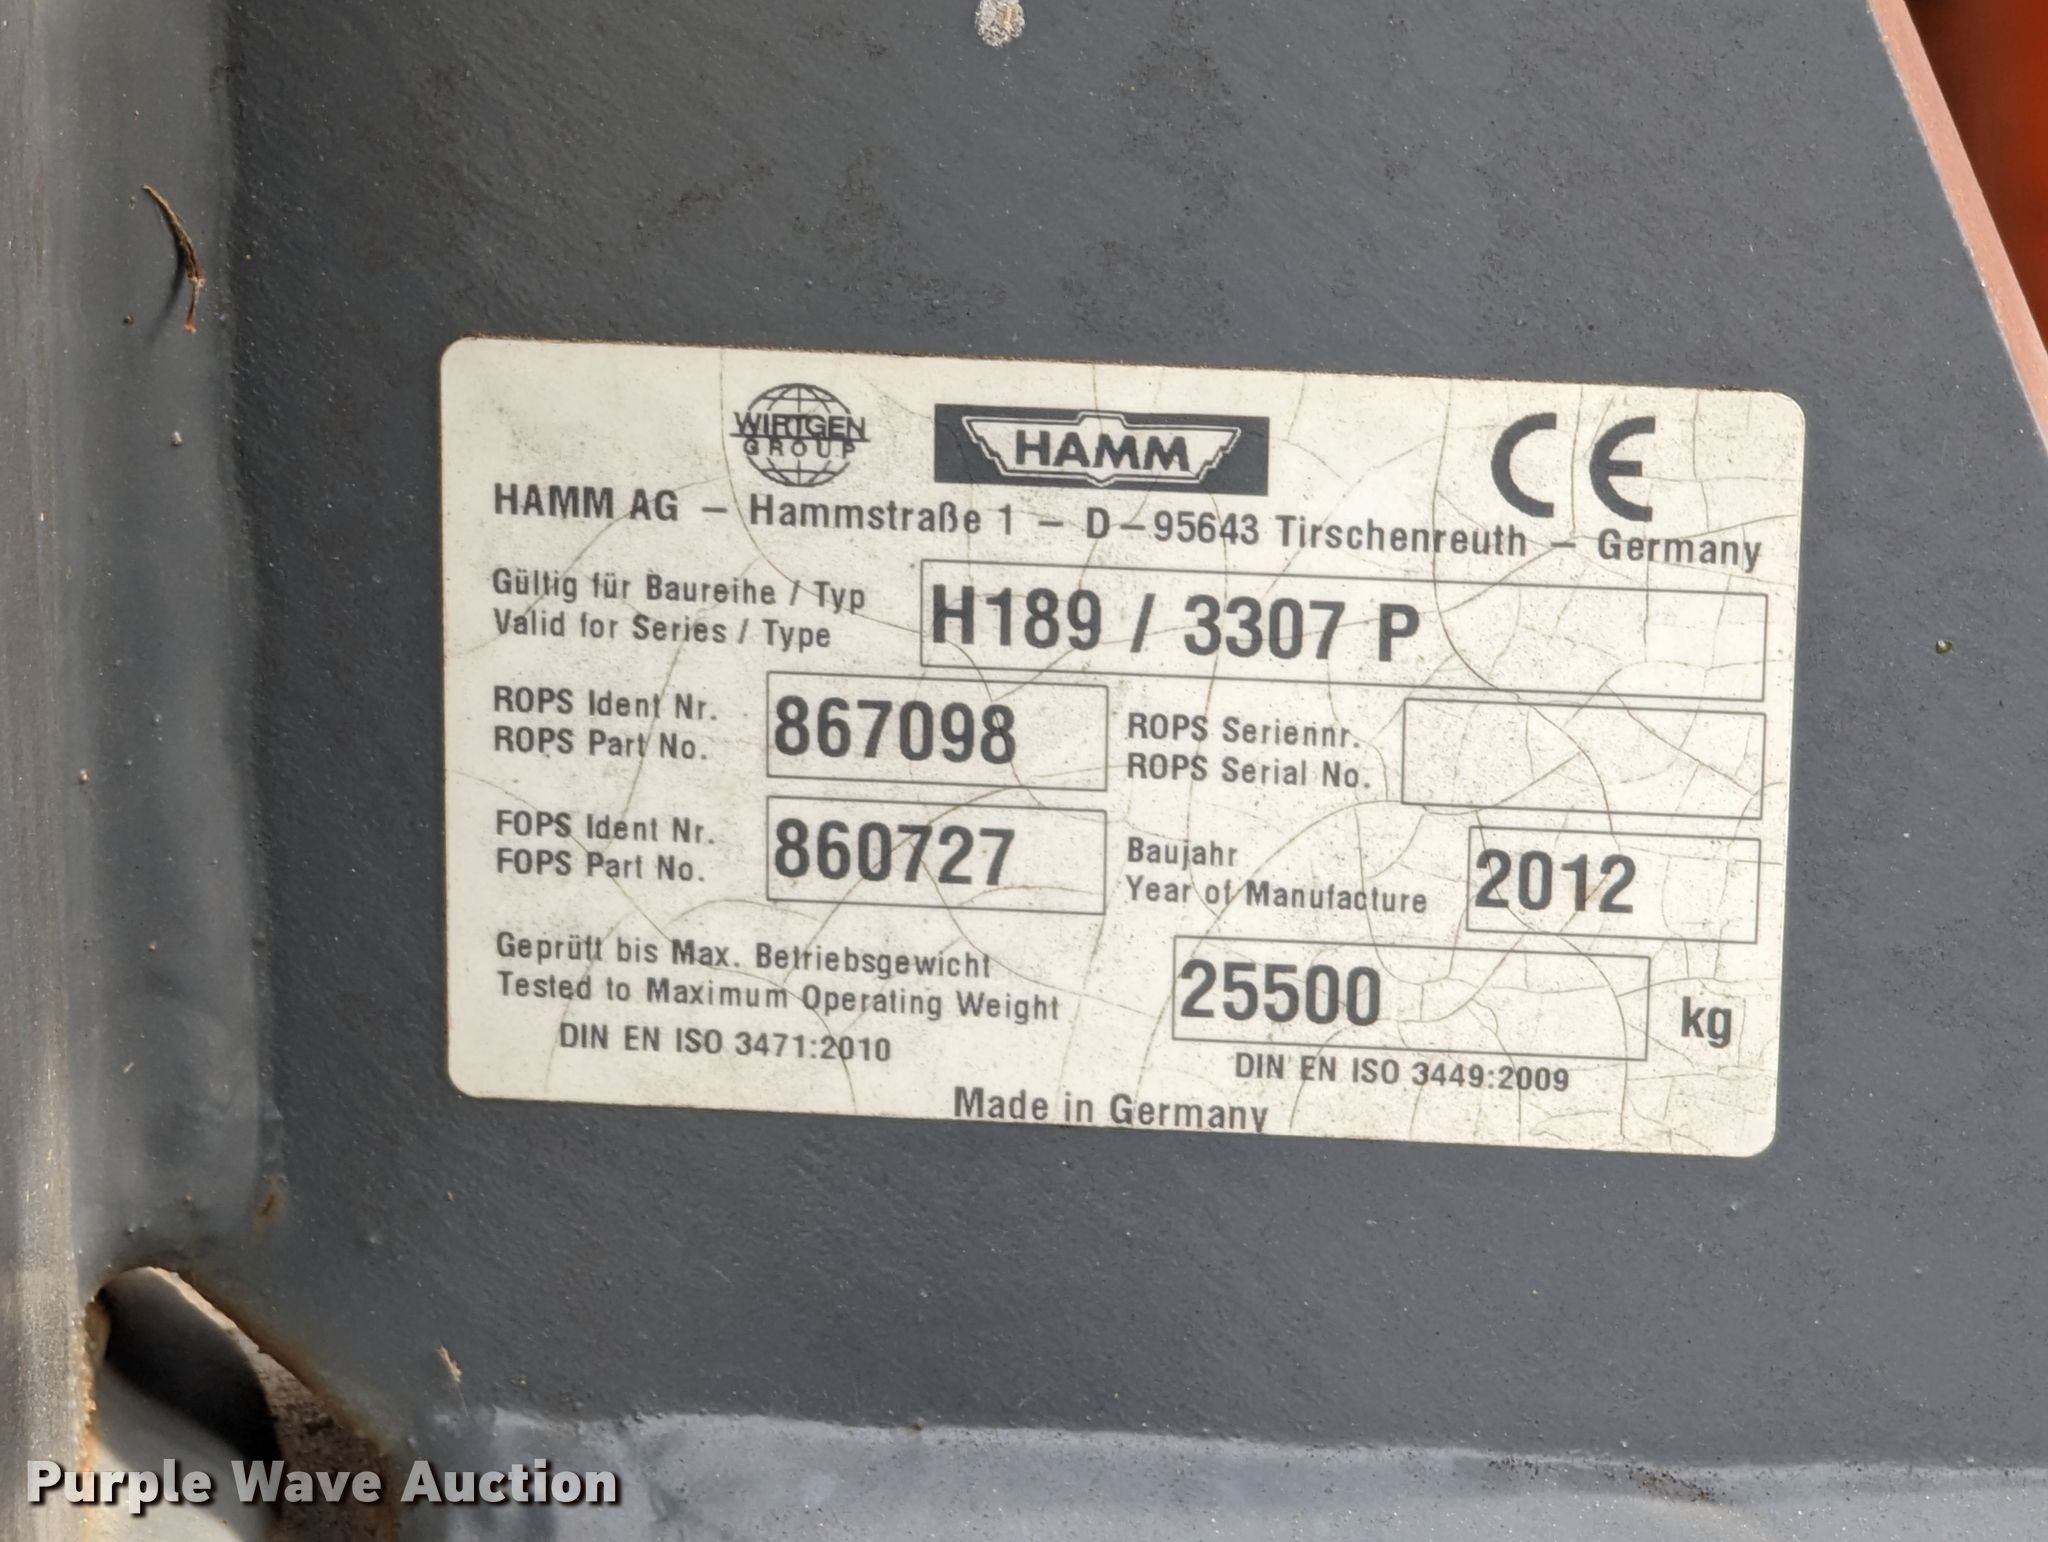 WIRTGEN
GROUP
HAMM
CE
HAMM AG – Hammstraße 1 – D–95643 Tirschenreuth – Germany
Gültig für Baureihe / Typ
Valid for Series / Type
H189 / 3307 P
ROPS Ident Nr.
ROPS Part No.
867098
ROPS Seriennr.
ROPS Serial No.
FOPS Ident Nr.
FOPS Part No.
860727
Baujahr
Year of Manufacture
2012
Geprüft bis Max. Betriebsgewicht
Tested to Maximum Operating Weight
25500 kg
DIN EN ISO 3471:2010
DIN EN ISO 3449:2009
Made in Germany
Purple Wave Auction